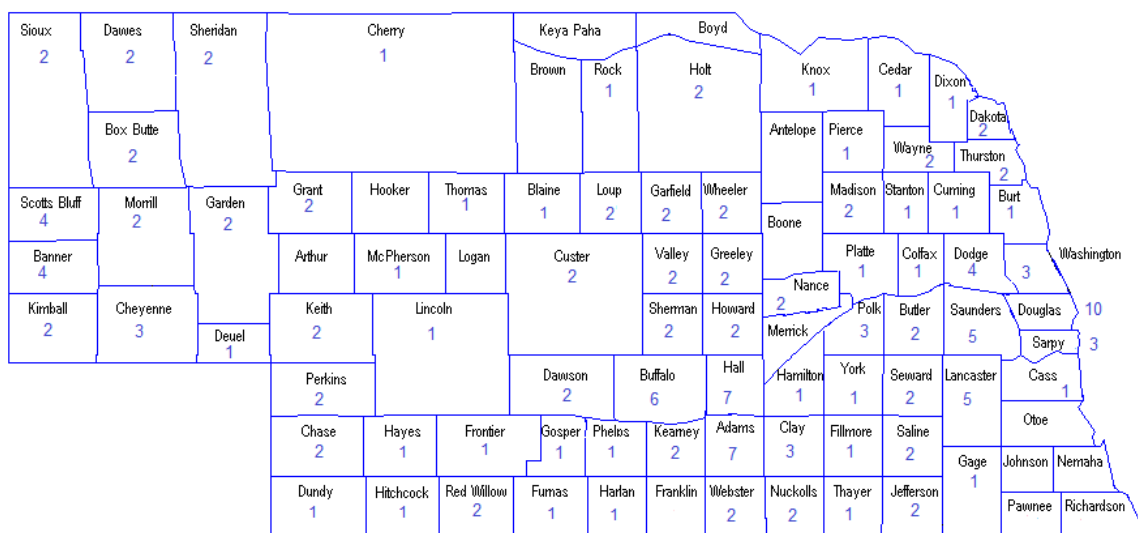 Sioux Dawes Sheridan Cherry Keya Paha Boyd
2 2 2 1
Brown Rock Holt Knox Cedar Dixon
1 2 1 1 1
Dakota
2
Box Butte Antelope Pierce Wayne Thurston
2 1 2 2
Scotts Bluff Morrill Garden Grant Hooker Thomas Blaine Loup Garfield Wheeler Madison Stanton Cuming Burt
4 2 2 2 1 1 2 2 2 2 1 1 1
Boone
Banner Arthur McPherson Logan Custer Valley Greeley Platte Colfax Dodge Washington
4 1 2 2 2 1 1 4 3
Nance
2
Kimball Cheyenne Keith Lincoln Sherman Howard Polk Butler Saunders Douglas 10
2 3 2 1 2 2 3 2 5
Deuel Merrick Sarpy 3
1
Perkins Dawson Buffalo Hall Hamilton York Seward Lancaster Cass
2 2 6 7 1 1 2 5 1
Otoe
Chase Hayes Frontier Gosper Phelps Kearney Adams Clay Fillmore Saline
2 1 1 1 1 2 7 3 1 2
Gage Johnson Nemaha
1
Dundy Hitchcock Red Willow Furnas Harlan Franklin Webster Nuckolls Thayer Jefferson Pawnee Richardson
1 1 2 1 1 2 2 1 2